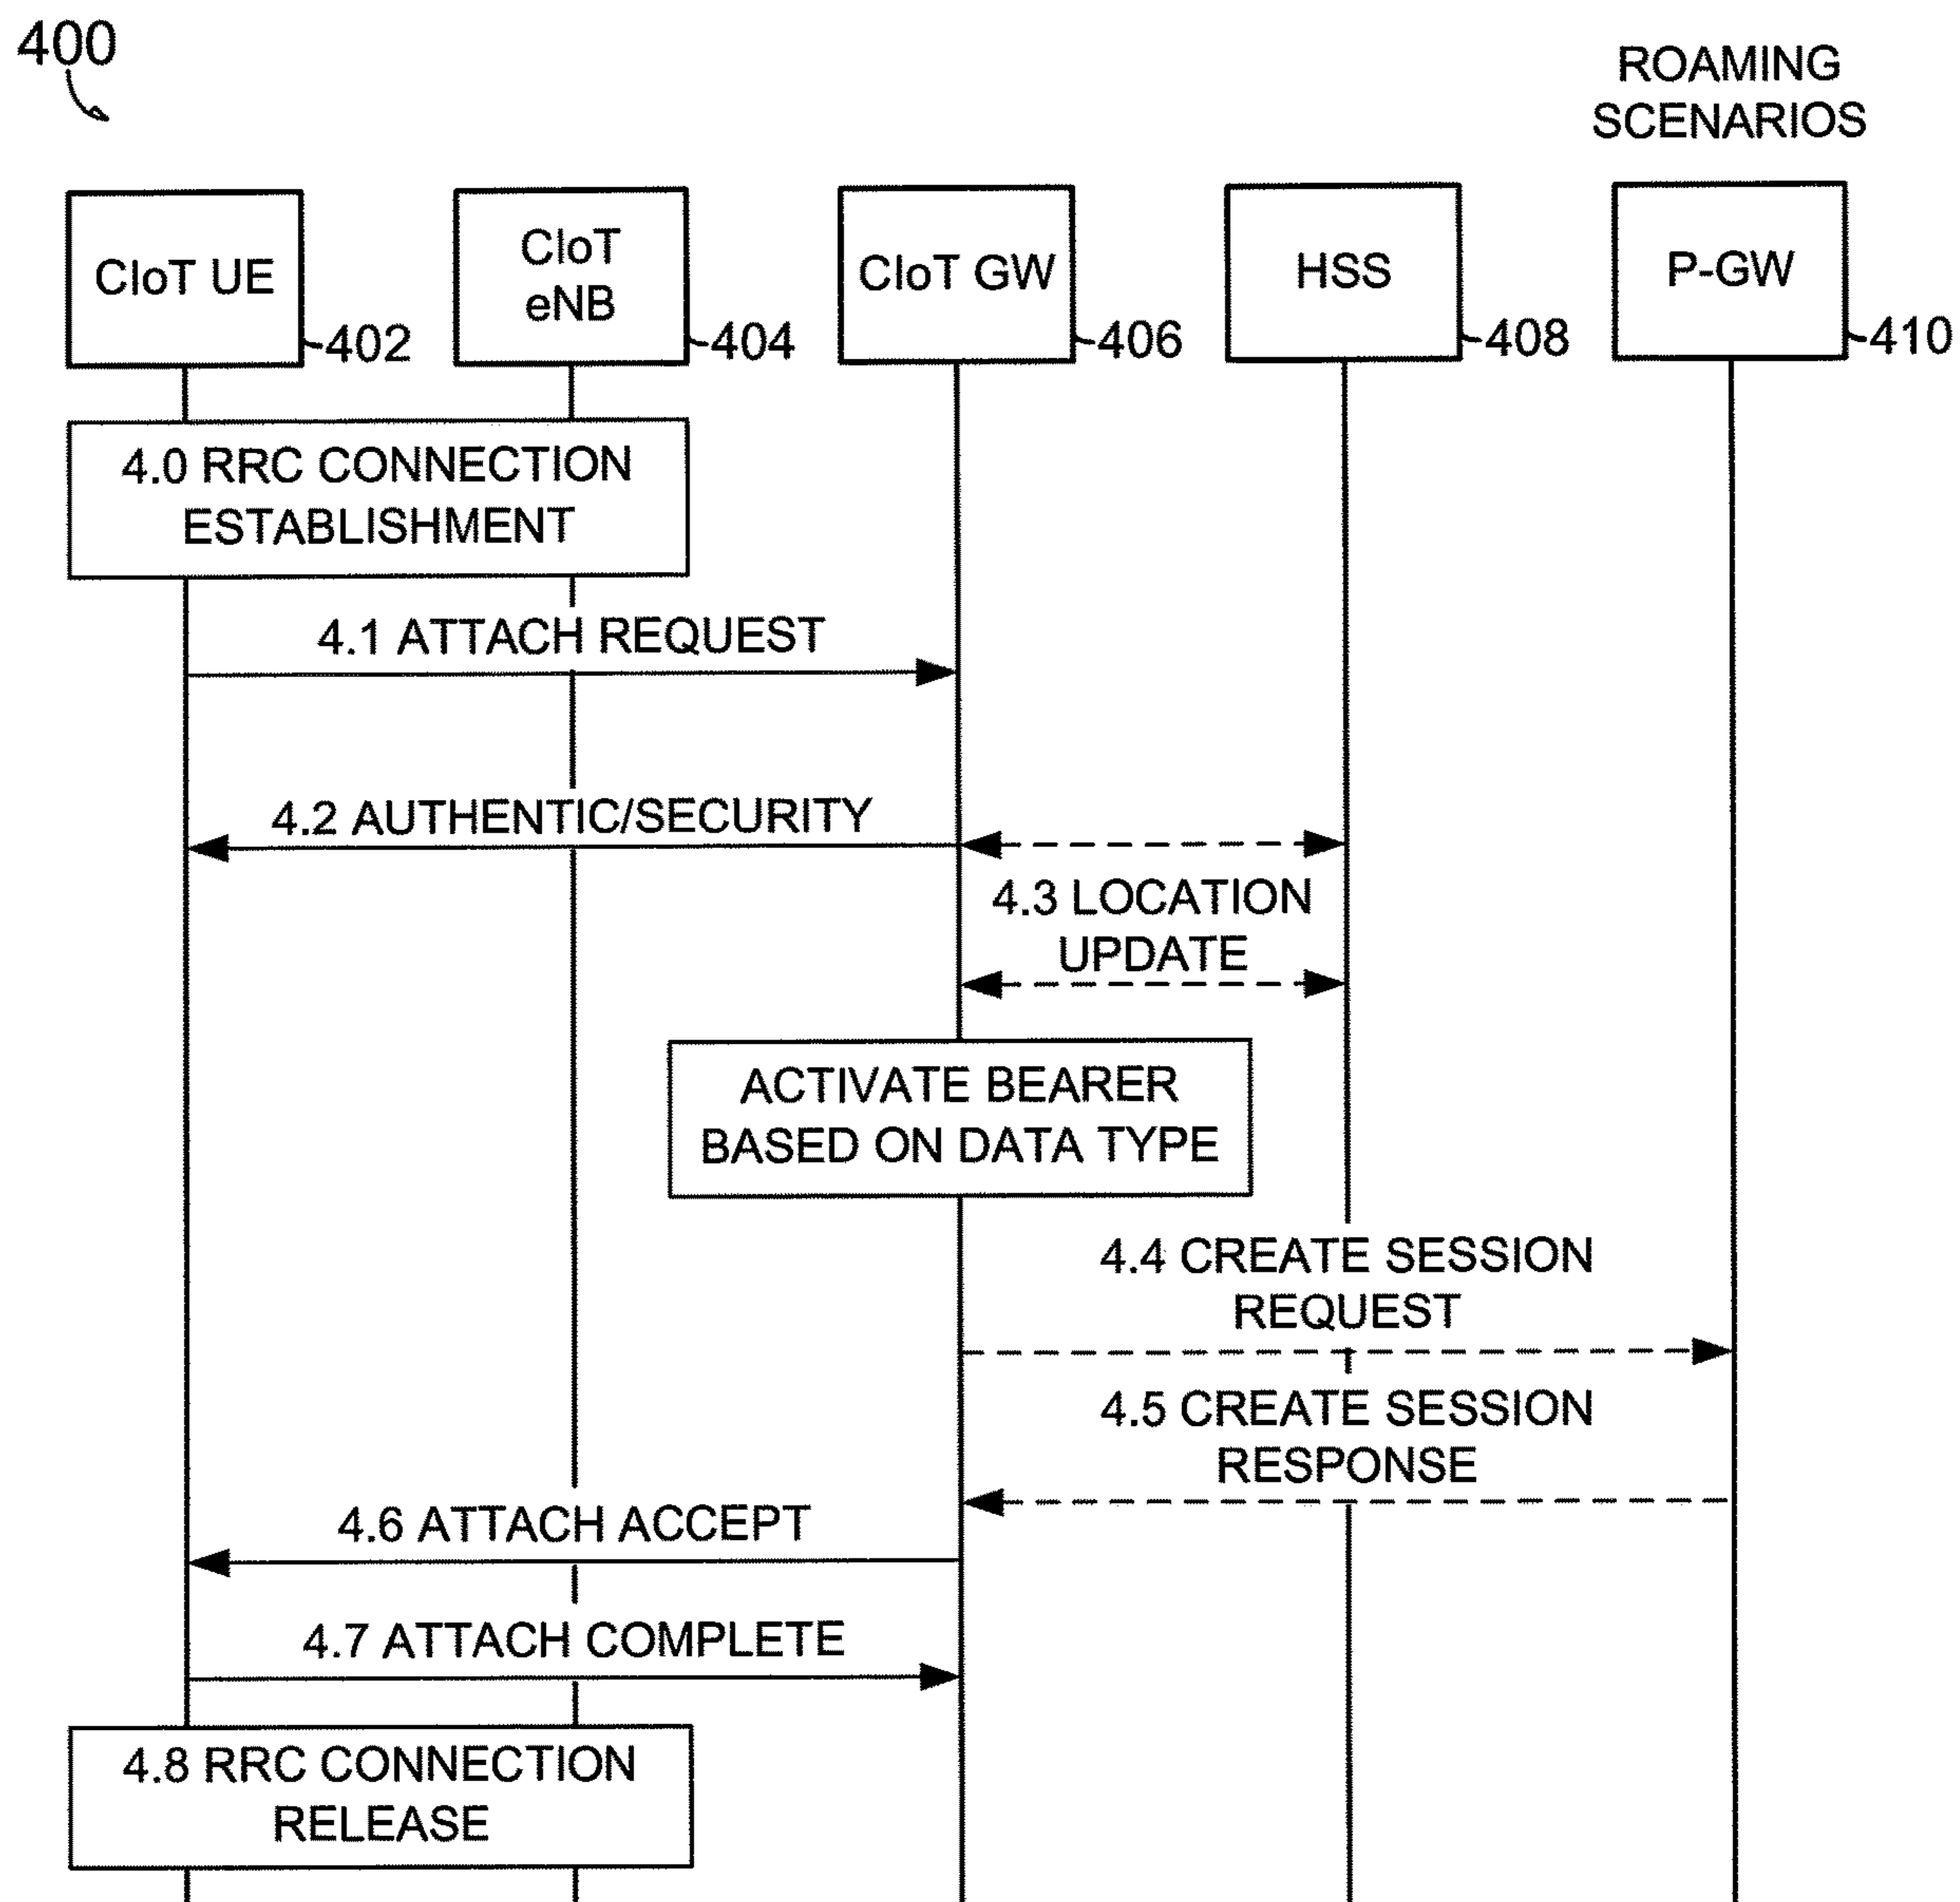 400
ROAMING
SCENARIOS
CIoT UE
402
CIoT
eNB
404
CIoT GW
406
HSS
408
P-GW
410
4.0 RRC CONNECTION
ESTABLISHMENT
4.1 ATTACH REQUEST
4.2 AUTHENTIC/SECURITY
4.3 LOCATION
UPDATE
ACTIVATE BEARER
BASED ON DATA TYPE
4.4 CREATE SESSION
REQUEST
4.5 CREATE SESSION
RESPONSE
4.6 ATTACH ACCEPT
4.7 ATTACH COMPLETE
4.8 RRC CONNECTION
RELEASE